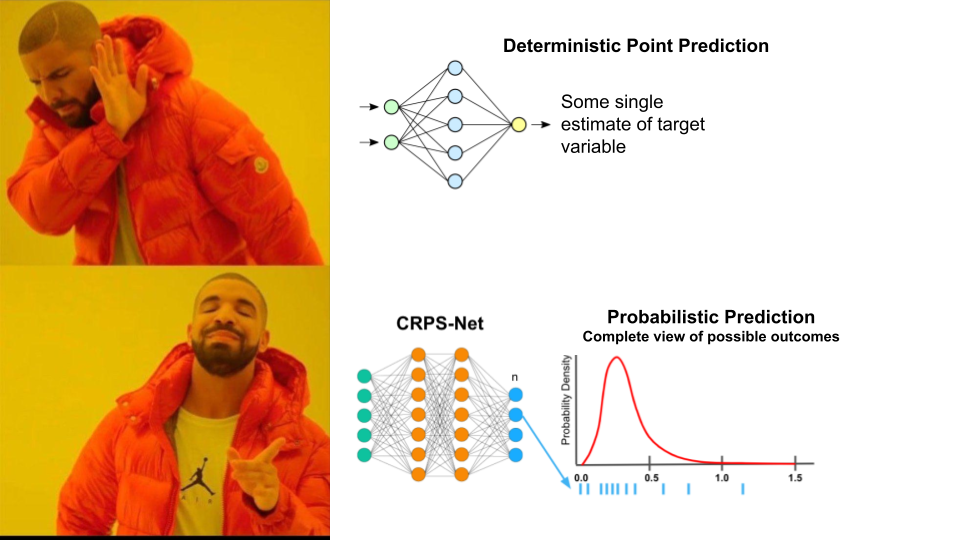 Deterministic Point Prediction
Some single
estimate of target
variable
CRPS-Net
n
Probabilistic Prediction
Complete view of possible outcomes
Probability Density
0.0 0.5 1.0 1.5